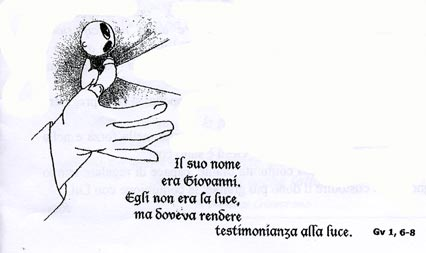 Il suo nome
era Giovanni.
Egli non era la luce,
ma doveva rendere
testimonianza alla luce. Gv 1, 6-8